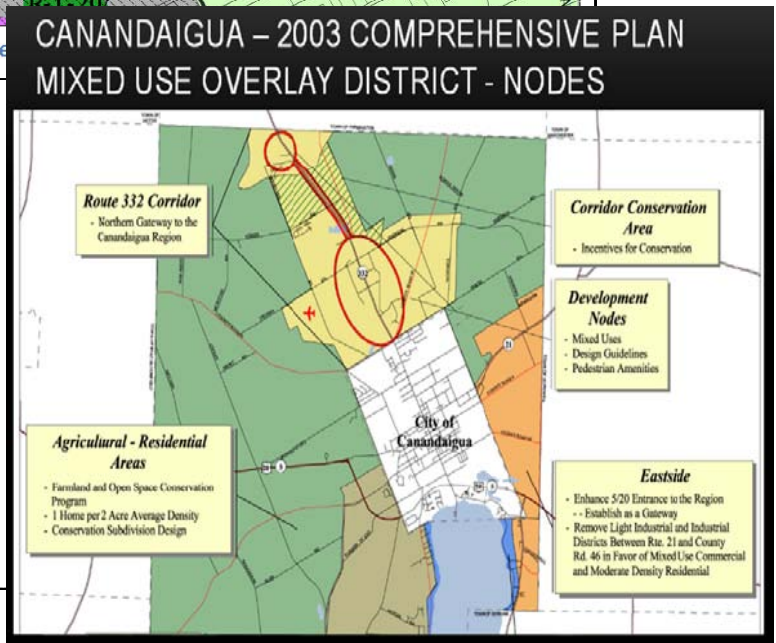 CANANDAIGUA – 2003 COMPREHENSIVE PLAN
MIXED USE OVERLAY DISTRICT - NODES
Route 332 Corridor
- Northern Gateway to the
Canandaigua Region
Corridor Conservation
Area
- Incentives for Conservation
Development
Nodes
- Mixed Uses
- Design Guidelines
- Pedestrian Amenities
332
21
City of
Canandaigua
Agricultural - Residential
Areas
- Farmland and Open Space Conservation
Program
- 1 Home per 2 Acre Average Density
- Conservation Subdivision Design
Eastside
- Enhance 5/20 Entrance to the Region
- - Establish as a Gateway
- Remove Light Industrial and Industrial
Districts Between Rte. 21 and County
Rd. 46 in Favor of Mixed Use Commercial
and Moderate Density Residential